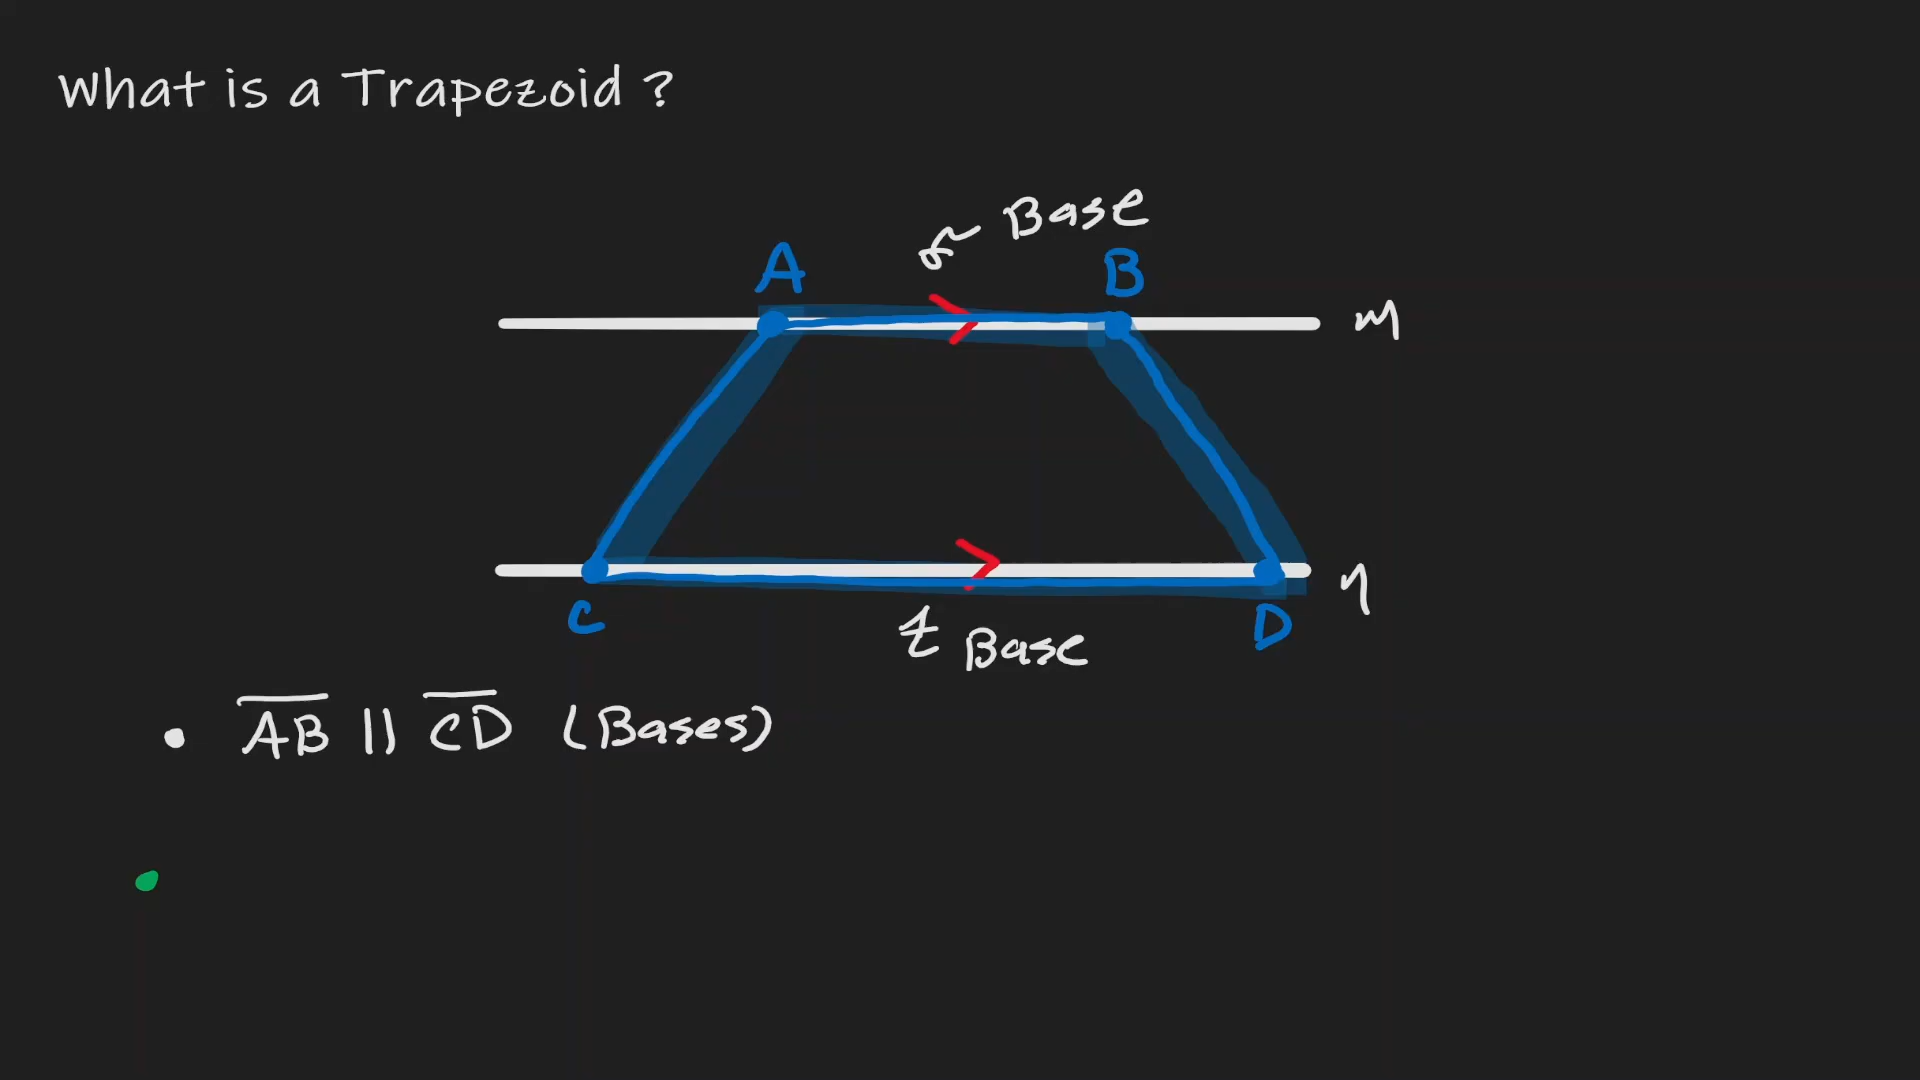 What is a Trapezoid ?
Base
A
B
m
C
D
n
Base
• AB || CD (Bases)